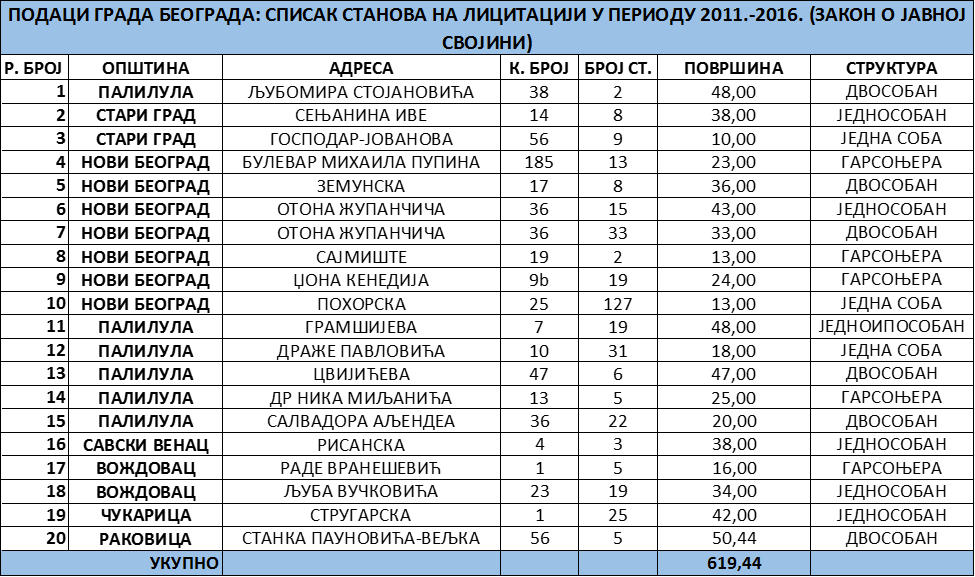 ПОДАЦИ ГРАДА БЕОГРАДА: СПИСАК СТАНОВА НА ЛИЦИТАЦИЈИ У ПЕРИОДУ 2011.-2016. (ЗАКОН О ЈАВНОЈ
СВОЈИНИ)
Р. БРОЈ ОПШТИНА АДРЕСА К. БРОЈ БРОЈ СТ. ПОВРШИНА СТРУКТУРА
1 ПАЛИЛУЛА ЉУБОМИРА СТОЈАНОВИЋА 38 2 48,00 ДВОСОБАН
2 СТАРИ ГРАД СЕЊАНИНА ИВЕ 14 8 38,00 ЈЕДНОСОБАН
3 СТАРИ ГРАД ГОСПОДАР-ЈОВАНОВА 56 9 10,00 ЈЕДНА СОБА
4 НОВИ БЕОГРАД БУЛЕВАР МИХАИЛА ПУПИНА 185 13 23,00 ГАРСОЊЕРА
5 НОВИ БЕОГРАД ЗЕМУНСКА 17 8 36,00 ДВОСОБАН
6 НОВИ БЕОГРАД ОТОНА ЖУПАНЧИЧА 36 15 43,00 ЈЕДНОСОБАН
7 НОВИ БЕОГРАД ОТОНА ЖУПАНЧИЧА 36 33 33,00 ДВОСОБАН
8 НОВИ БЕОГРАД САЈМИШТЕ 19 2 13,00 ГАРСОЊЕРА
9 НОВИ БЕОГРАД ЏОНА КЕНЕДИЈА 9b 19 24,00 ГАРСОЊЕРА
10 НОВИ БЕОГРАД ПОХОРСКА 25 127 13,00 ЈЕДНА СОБА
11 ПАЛИЛУЛА ГРАМШИЈЕВА 7 19 48,00 ЈЕДНОИПОСОБАН
12 ПАЛИЛУЛА ДРАЖЕ ПАВЛОВИЋА 10 31 18,00 ЈЕДНА СОБА
13 ПАЛИЛУЛА ЦВИЈИЋЕВА 47 6 47,00 ДВОСОБАН
14 ПАЛИЛУЛА ДР НИКА МИЉАНИЋА 13 5 25,00 ГАРСОЊЕРА
15 ПАЛИЛУЛА САЛВАДОРА АЉЕНДЕА 36 22 20,00 ДВОСОБАН
16 САВСКИ ВЕНАЦ РИСАНСКА 4 3 38,00 ЈЕДНОСОБАН
17 ВОЖДОВАЦ РАДЕ ВРАНЕШЕВИЋ 1 5 16,00 ГАРСОЊЕРА
18 ВОЖДОВАЦ ЉУБА ВУЧКОВИЋА 23 19 34,00 ЈЕДНОСОБАН
19 ЧУКАРИЦА СТРУГАРСКА 1 25 42,00 ЈЕДНОСОБАН
20 РАКОВИЦА СТАНКА ПАУНОВИЋА-ВЕЉКА 56 5 50,44 ДВОСОБАН
УКУПНО 619,44